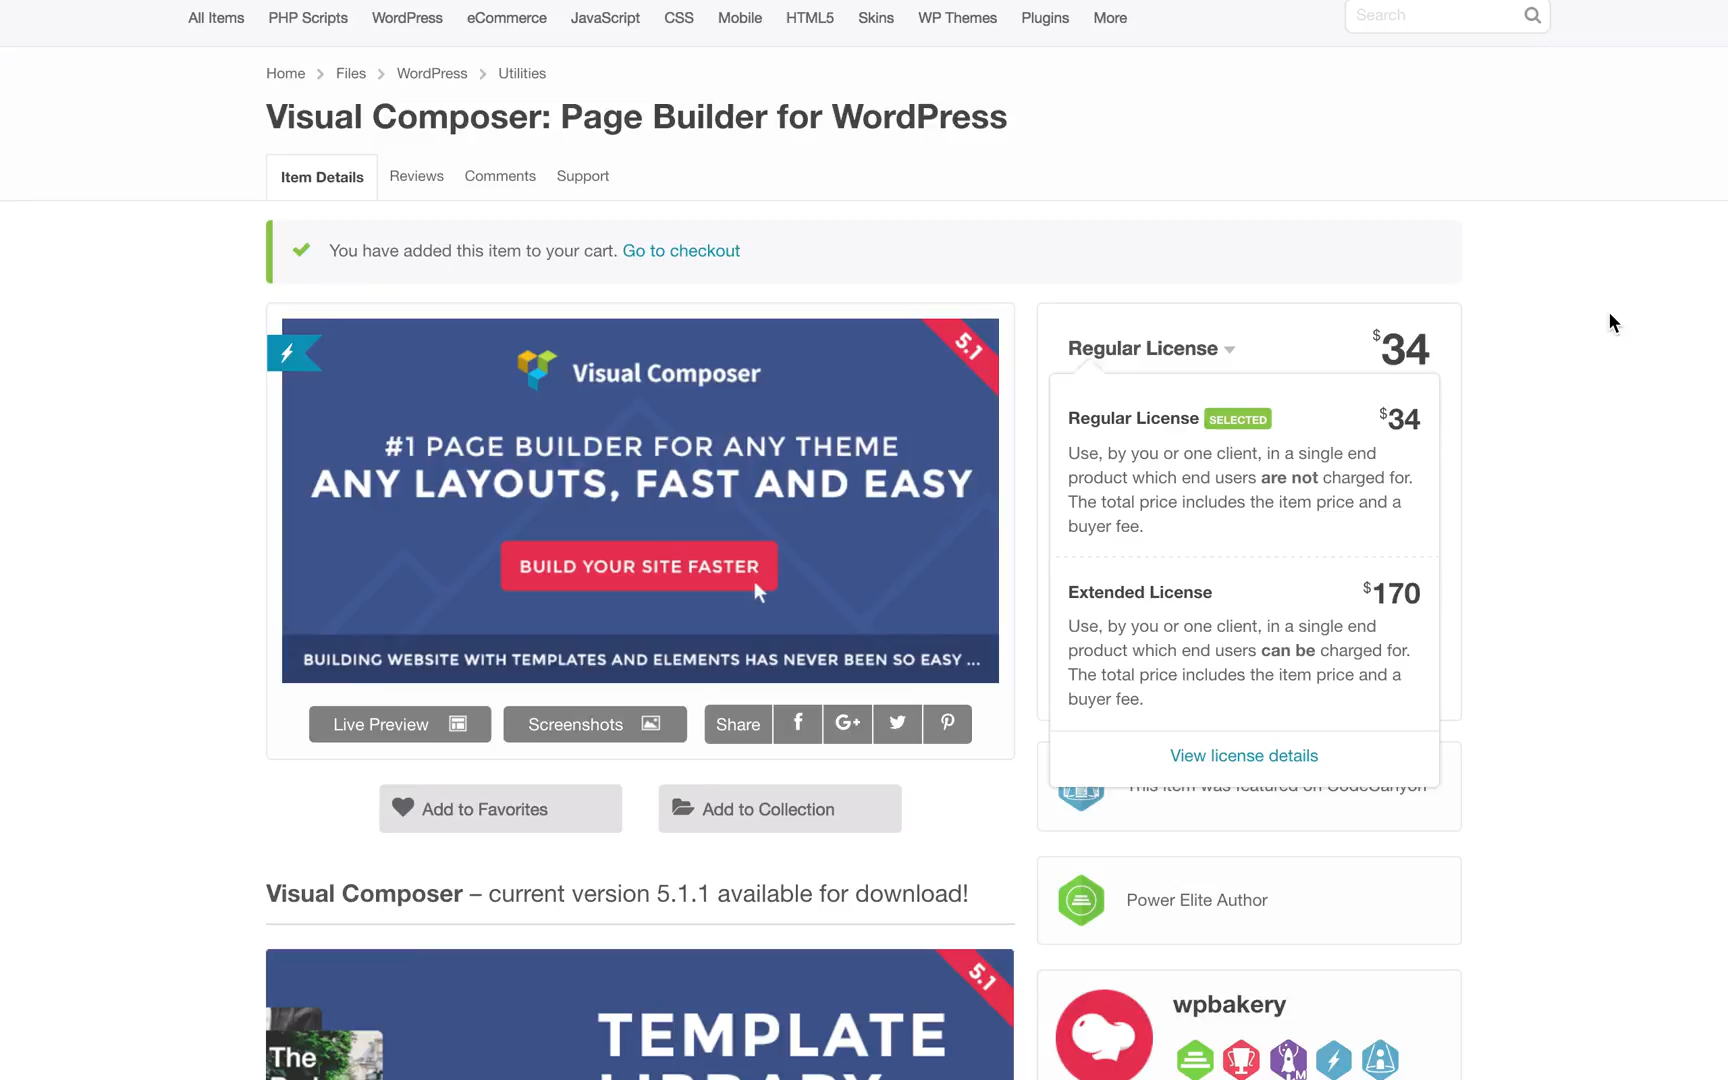 All Items PHP Scripts WordPress eCommerce JavaScript CSS Mobile HTML5 Skins WP Themes Plugins More
Search
Home Files WordPress Utilities
Visual Composer: Page Builder for WordPress
Item Details Reviews Comments Support
You have added this item to your cart. Go to checkout
5.1
Visual Composer
#1 PAGE BUILDER FOR ANY THEME
ANY LAYOUTS, FAST AND EASY
BUILD YOUR SITE FASTER
BUILDING WEBSITE WITH TEMPLATES AND ELEMENTS HAS NEVER BEEN SO EASY ...
Live Preview Screenshots Share
Add to Favorites Add to Collection
Visual Composer – current version 5.1.1 available for download!
5.1
The
TEMPLATE
LIBRARY
Regular License $34
Regular License SELECTED $34
Use, by you or one client, in a single end
product which end users are not charged for.
The total price includes the item price and a
buyer fee.
Extended License $170
Use, by you or one client, in a single end
product which end users can be charged for.
The total price includes the item price and a
buyer fee.
View license details
This item was featured on CodeCanyon
Power Elite Author
wpbakery
M